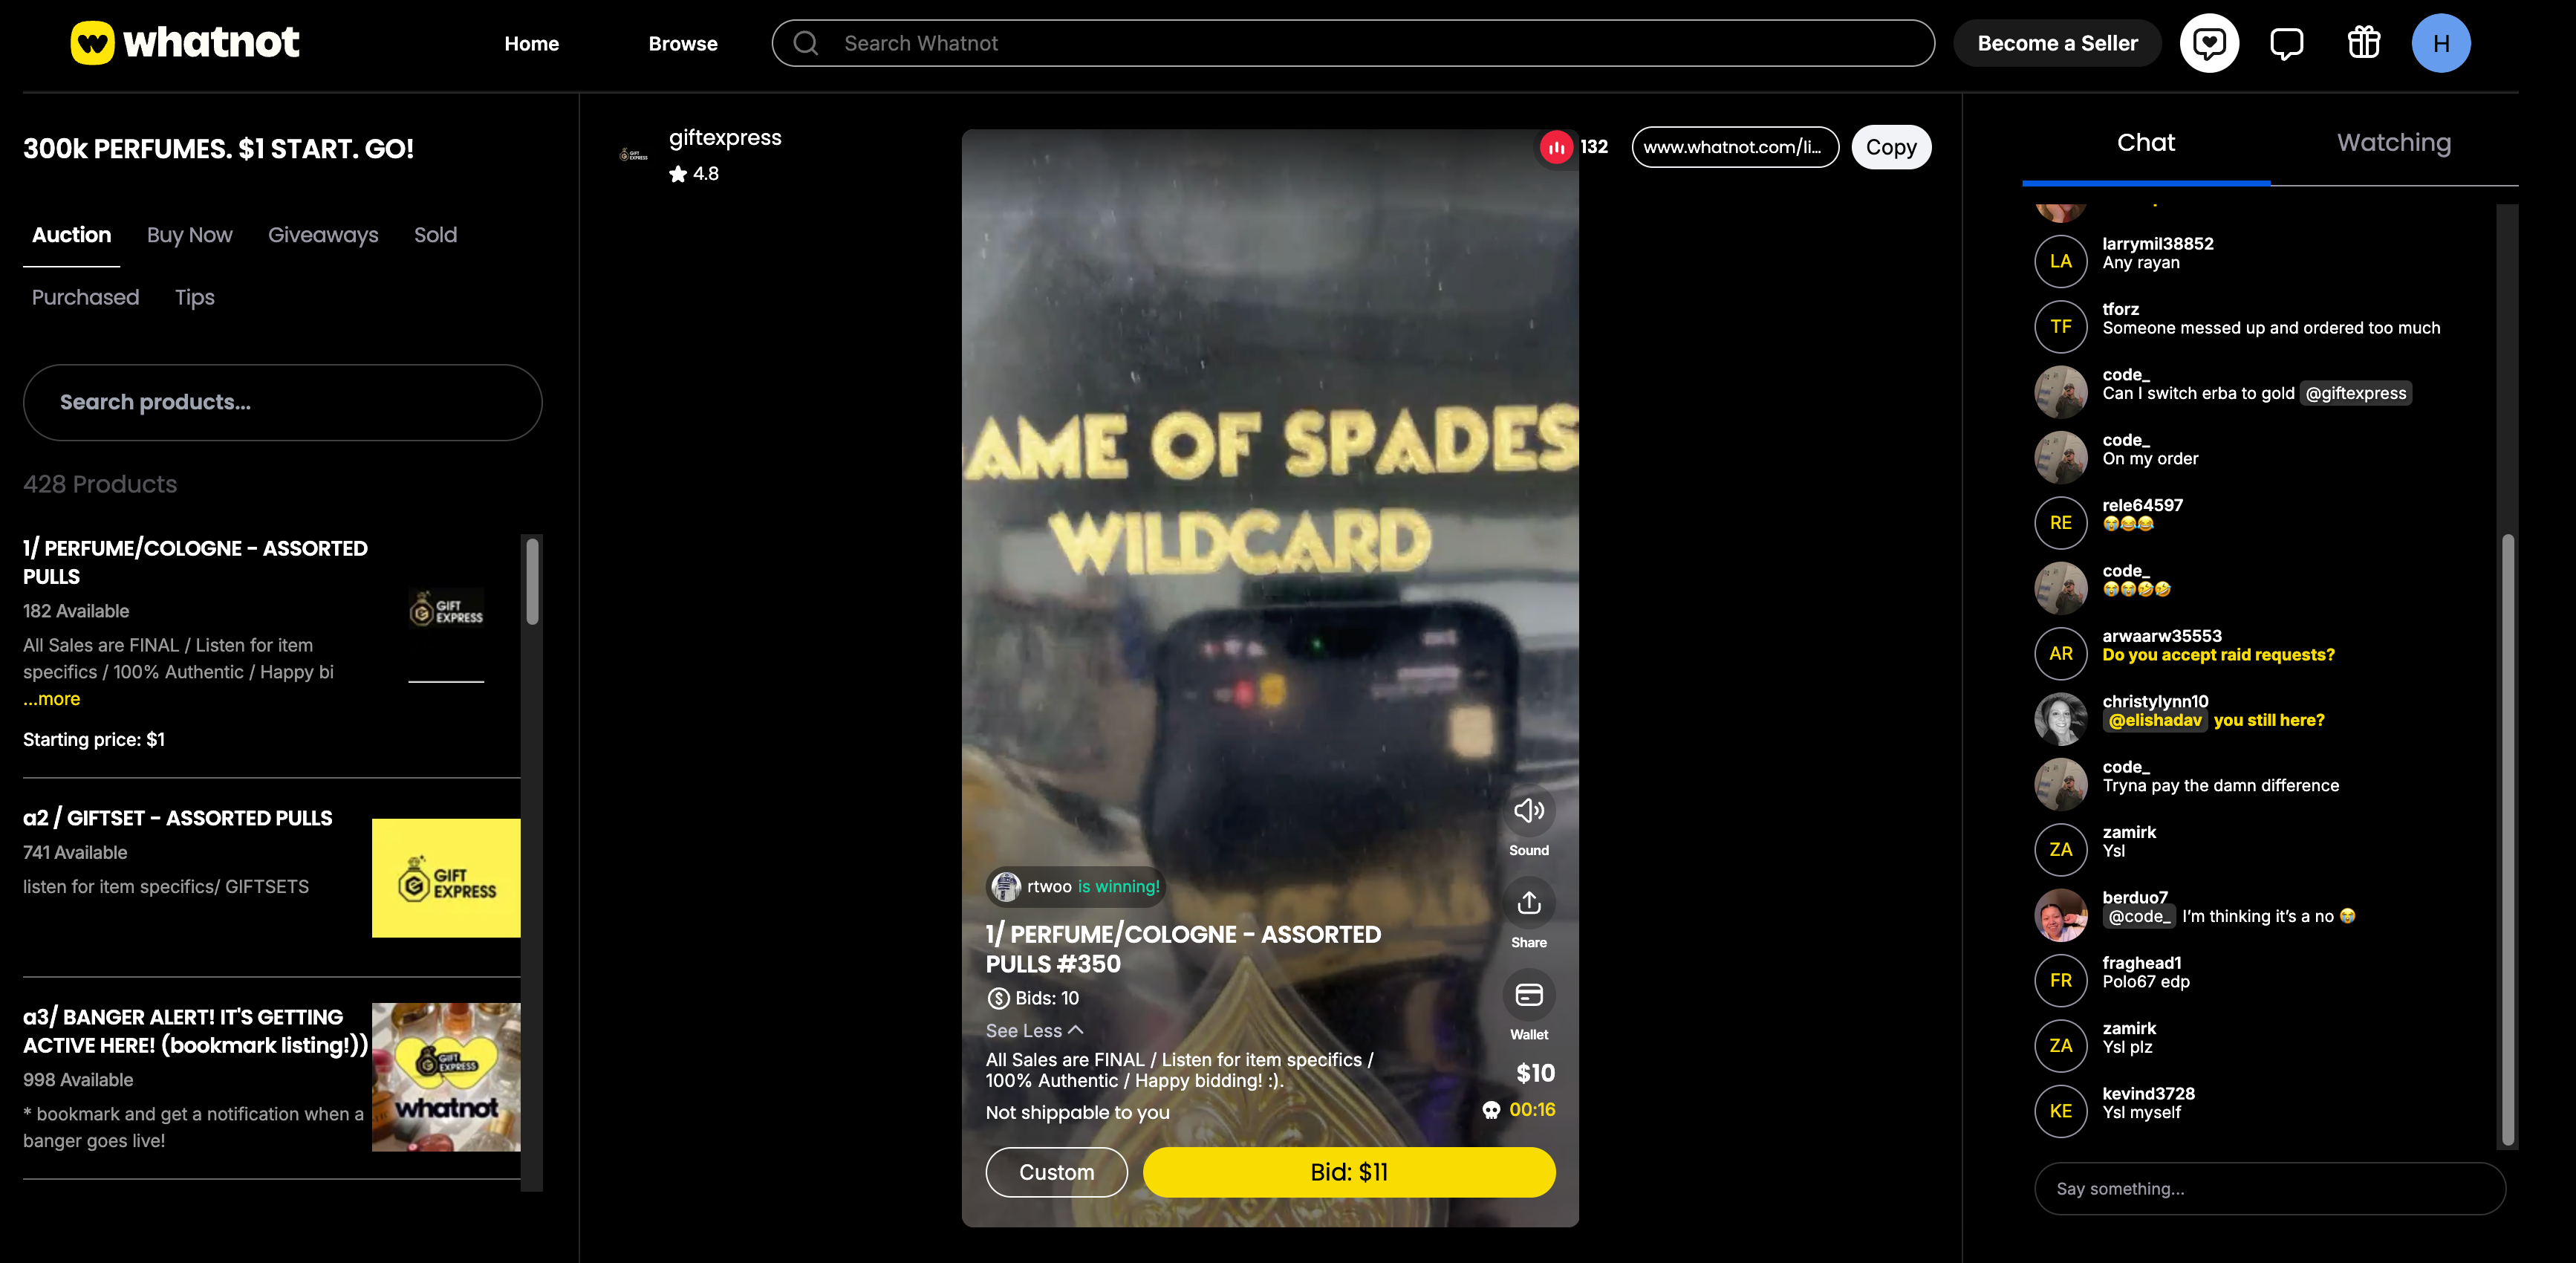 whatnot
Home
Browse
Search Whatnot
Become a Seller
H
300k PERFUMES. $1 START. GO!
Auction
Buy Now
Giveaways
Sold
Purchased
Tips
Search products...
428 Products
1/ PERFUME/COLOGNE - ASSORTED
PULLS
182 Available
All Sales are FINAL / Listen for item
specifics / 100% Authentic / Happy bi
...more
Starting price: $1
GIFT
EXPRESS
a2 / GIFTSET - ASSORTED PULLS
741 Available
listen for item specifics/ GIFTSETS
GIFT
EXPRESS
a3/ BANGER ALERT! IT'S GETTING
ACTIVE HERE! (bookmark listing!))
998 Available
* bookmark and get a notification when a
banger goes live!
GIFT
EXPRESS
whatnot
GIFT
EXPRESS
giftexpress
4.8
132
www.whatnot.com/li...
Copy
AME OF SPADES
WILDCARD
Sound
Share
Wallet
rtwoo is winning!
1/ PERFUME/COLOGNE - ASSORTED
PULLS #350
Bids: 10
See Less
All Sales are FINAL / Listen for item specifics /
100% Authentic / Happy bidding! :).
Not shippable to you
$10
00:16
Custom
Bid: $11
Chat
Watching
LA
larrymil38852
Any rayan
TF
tforz
Someone messed up and ordered too much
code_
Can I switch erba to gold @giftexpress
code_
On my order
RE
rele64597
😭😂😂
code_
😭😭🤣🤣
AR
arwaarw35553
Do you accept raid requests?
christylynn10
@elishadav you still here?
code_
Tryna pay the damn difference
ZA
zamirk
Ysl
berduo7
@code_ I'm thinking it's a no 😭
FR
fraghead1
Polo67 edp
ZA
zamirk
Ysl plz
KE
kevind3728
Ysl myself
Say something...